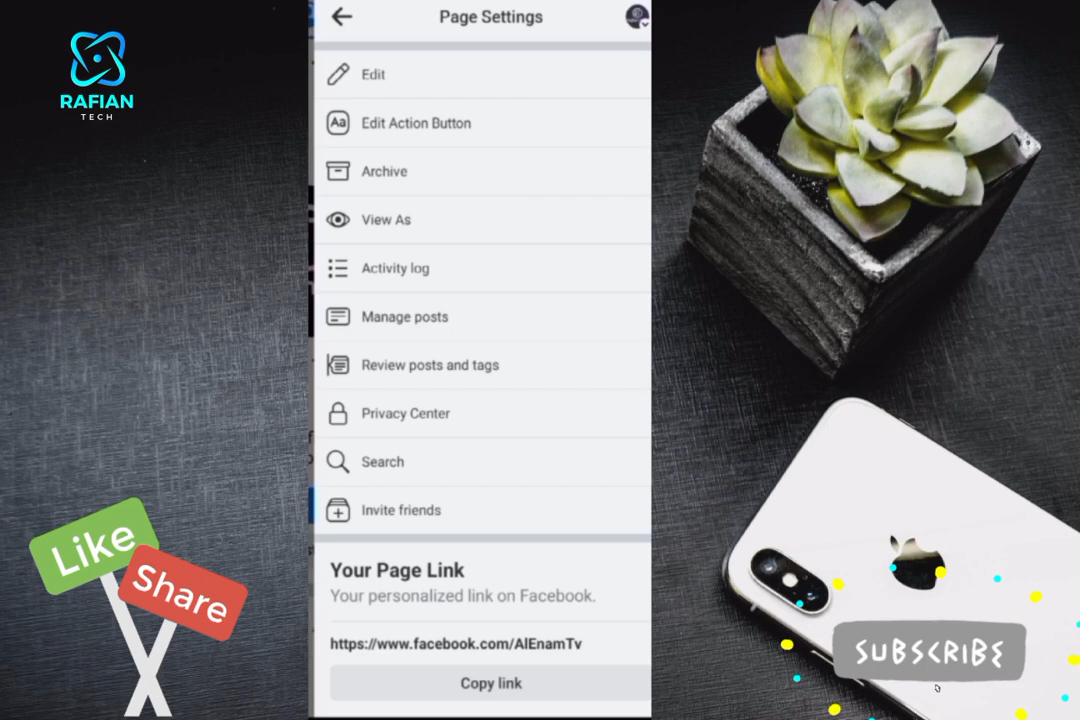 RAFIAN
TECH
Page Settings
Edit
Aa
Edit Action Button
Archive
View As
Activity log
Manage posts
Review posts and tags
Privacy Center
Search
Invite friends
Your Page Link
Your personalized link on Facebook.
https://www.facebook.com/AlEnamTv
Copy link
Like
Share
SUBSCRIBE